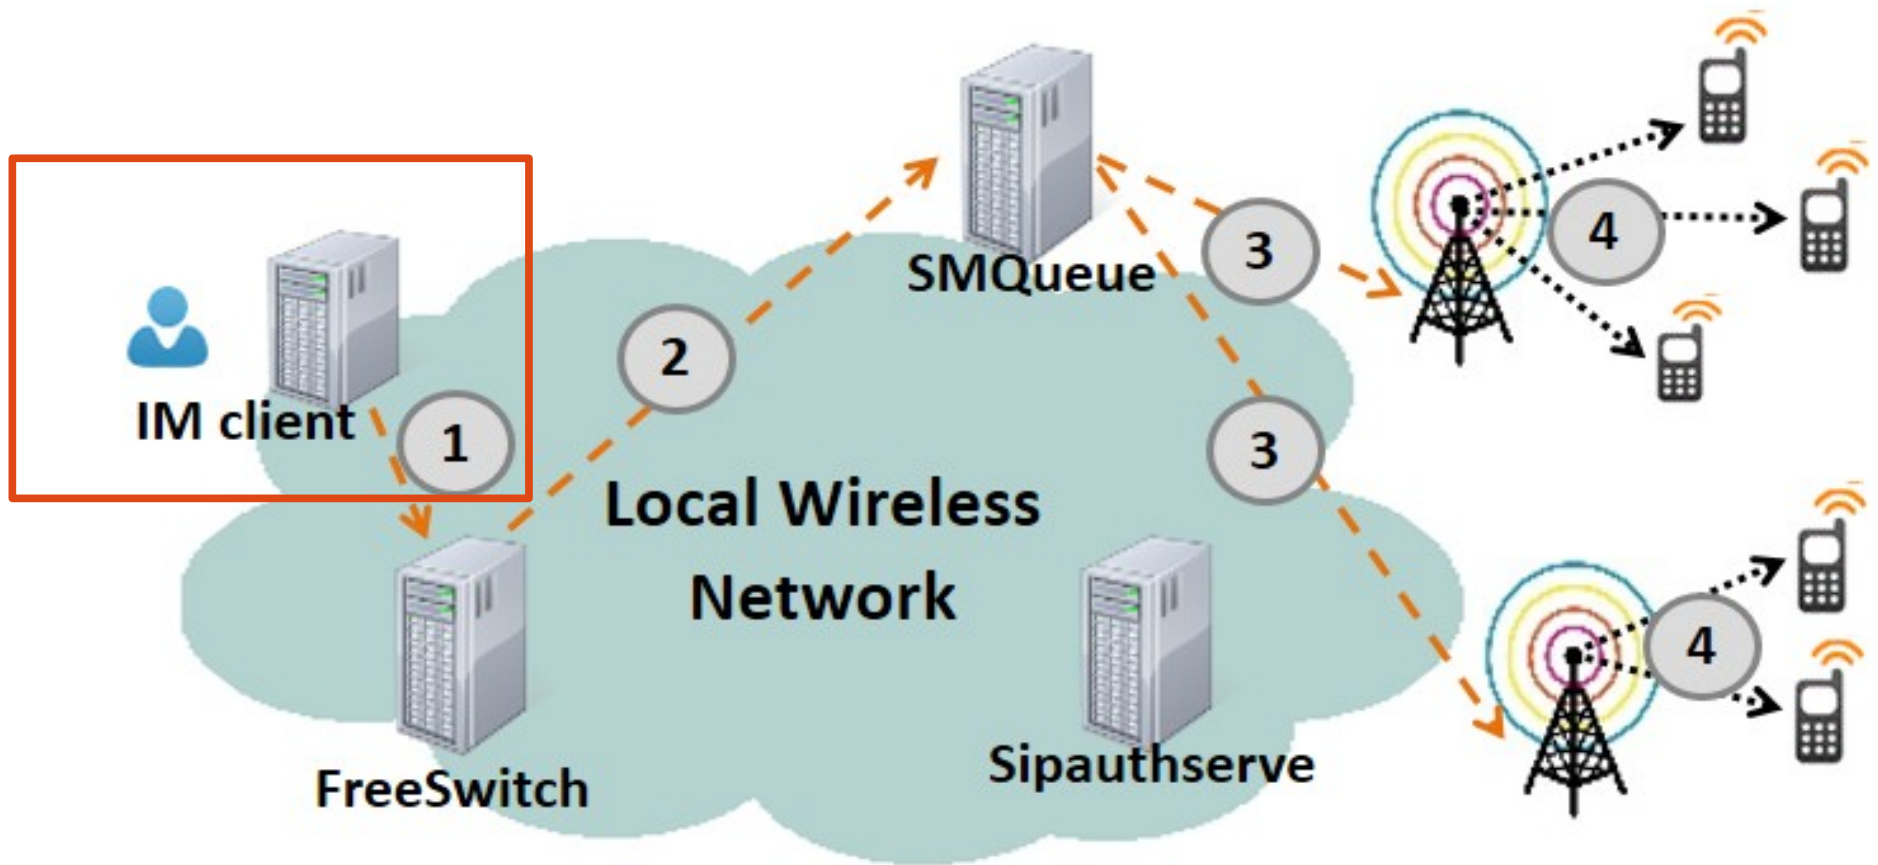 SMQueue
3
4
2
IM client
1
3
Local Wireless
Network
4
Sipauthserve
FreeSwitch